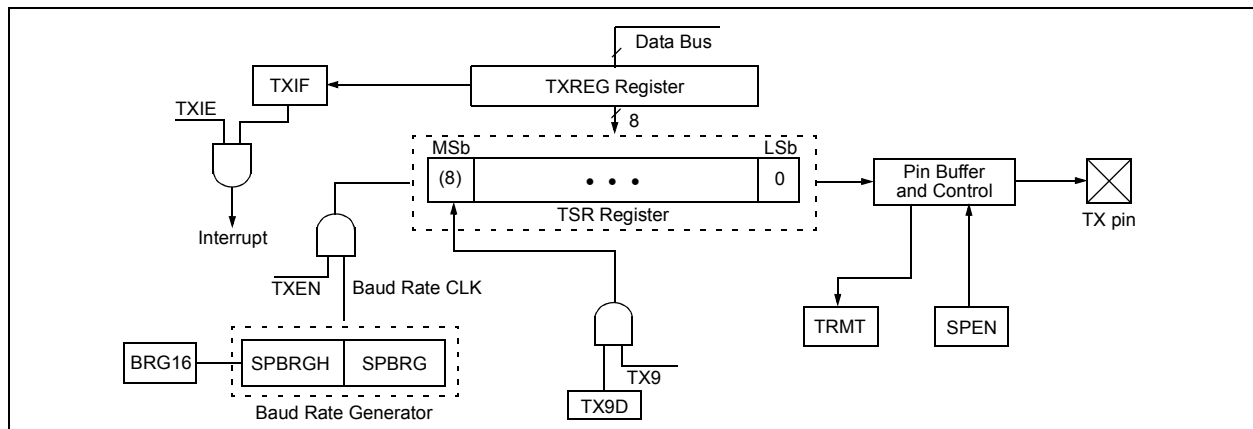 Data Bus
TXIF
TXREG Register
TXIE
8
MSb
LSb
(8)
• • •
0
Pin Buffer
and Control
TSR Register
TX pin
Interrupt
TXEN
Baud Rate CLK
TRMT
SPEN
BRG16
SPBRGH
SPBRG
TX9
Baud Rate Generator
TX9D